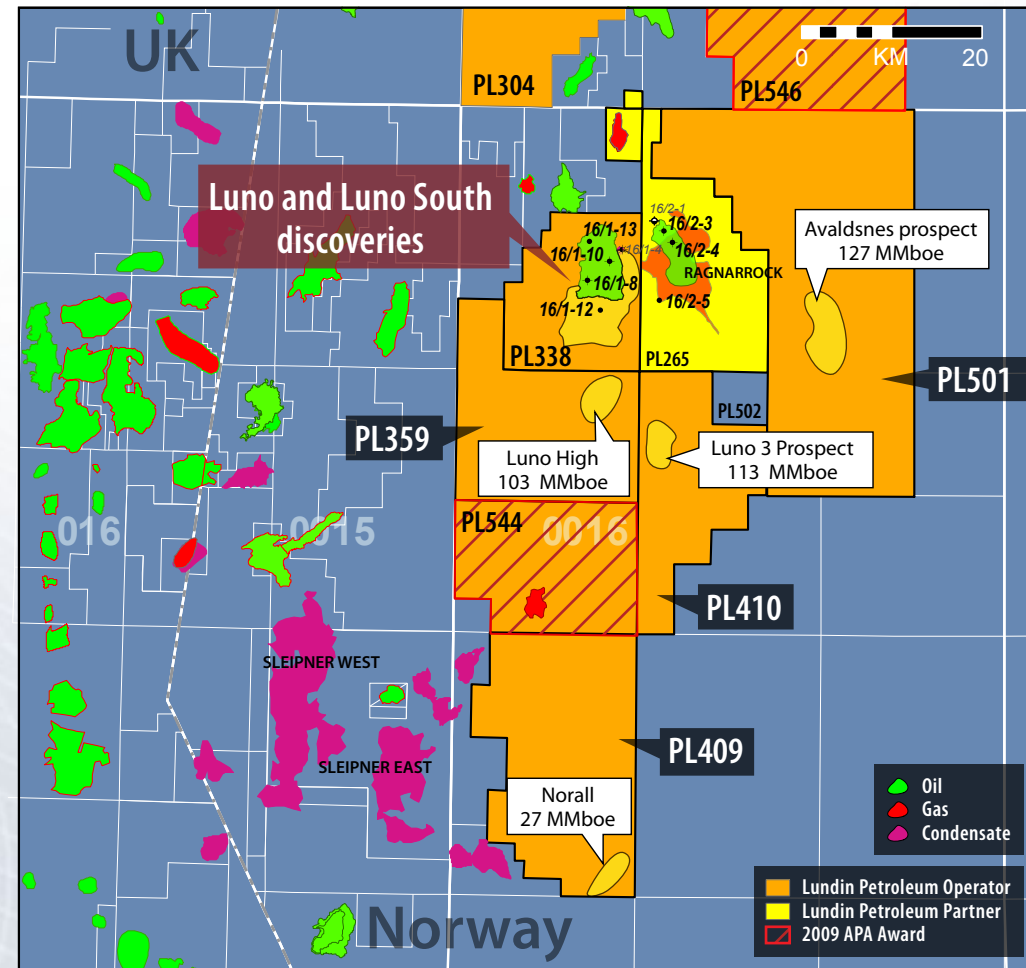 UK
0 KM 20
PL304
PL546
Luno and Luno South
discoveries
16/2-1
16/1-13
16/2-3
16/1-10
16/2-4
RAGNARROCK
16/1-8
16/2-5
16/1-12
Avaldsnes prospect
127 MMboe
PL338
PL265
PL501
PL502
PL359
Luno High
103 MMboe
Luno 3 Prospect
113 MMboe
016
0015
0016
PL544
PL410
SLEIPNER WEST
SLEIPNER EAST
PL409
Norall
27 MMboe
Norway
Oil
Gas
Condensate
Lundin Petroleum Operator
Lundin Petroleum Partner
2009 APA Award